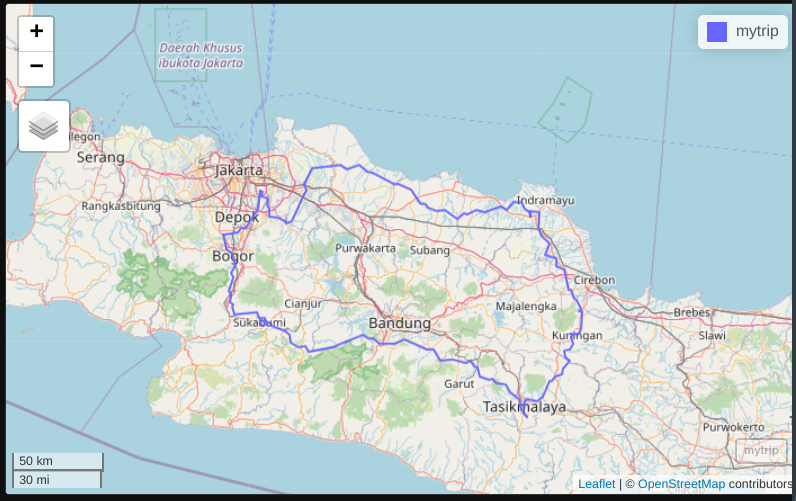 +
−
mytrip
Daerah Khusus
ibukota Jakarta
ilegon
Serang
Jakarta
Rangkasbitung
Depok
Indramayu
Bogor
Purwakarta
Subang
Cirebon
Cianjur
Majalengka
Brebes
Sukabumi
Bandung
Kuningan
Slawi
Garut
Tasikmalaya
Purwokerto
mytrip
50 km
30 mi
Leaflet | © OpenStreetMap contributors